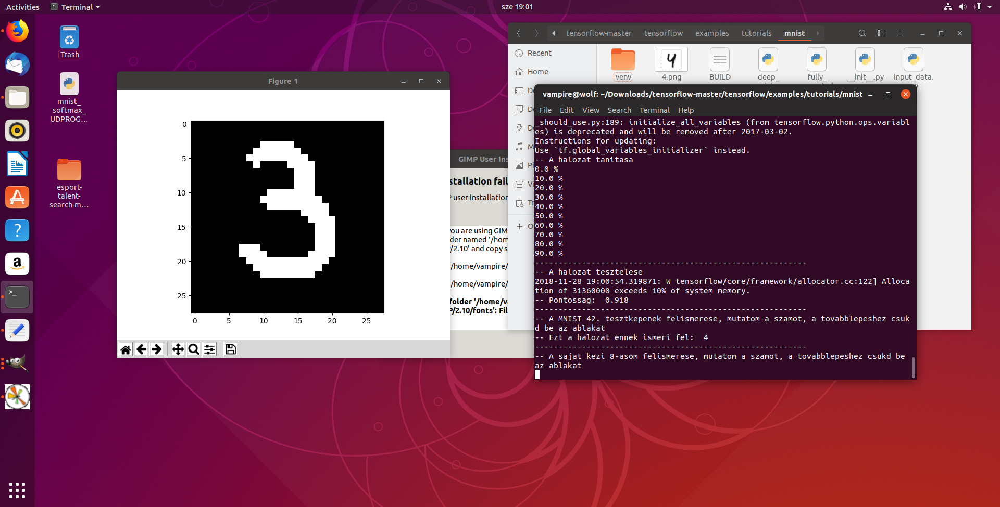 Activities
Terminal
sze 19:01
Trash
mnist_
softmax_
UDPROG...
esport-
talent-
search-m...
Figure 1
0
5
10
15
20
25
0
5
10
15
20
25
GIMP User Ins
stallation fail
user installation
you are using GIM
der named '/hom
/2.10' and copy s
/home/vampire/
/home/vampire/
folder '/home/v
P/2.10/fonts': Fil
tensorflow-master
tensorflow
examples
tutorials
mnist
Recent
Home
venv
4.png
BUILD
deep_
fully_
__init__.py
input_data.
vampire@wolf: ~/Downloads/tensorflow-master/tensorflow/examples/tutorials/mnist
File Edit View Search Terminal Help
_should_use.py:189: initialize_all_variables (from tensorflow.python.ops.variabl
es) is deprecated and will be removed after 2017-03-02.
Instructions for updating:
Use `tf.global_variables_initializer` instead.
-- A halozat tanitasa
0.0 %
10.0 %
20.0 %
30.0 %
40.0 %
50.0 %
60.0 %
70.0 %
80.0 %
90.0 %
----------------------------------------------------------
-- A halozat tesztelese
2018-11-28 19:00:54.319871: W tensorflow/core/framework/allocator.cc:122] Alloca
tion of 31360000 exceeds 10% of system memory.
-- Pontossag:  0.918
----------------------------------------------------------
-- A MNIST 42. tesztkepenek felismerese, mutatom a szamot, a tovabblepeshez csuk
d be az ablakat
-- Ezt a halozat ennek ismeri fel:  4
----------------------------------------------------------
-- A sajat kezi 8-asom felismerese, mutatom a szamot, a tovabblepeshez csukd be
az ablakat